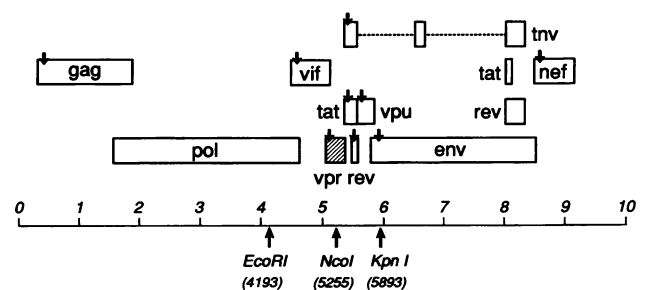 tnv
gag vif tat nef
tat vpu rev
pol env
vpr rev
0 1 2 3 4 5 6 7 8 9 10
EcoRI NcoI Kpn I
(4193) (5255) (5893)